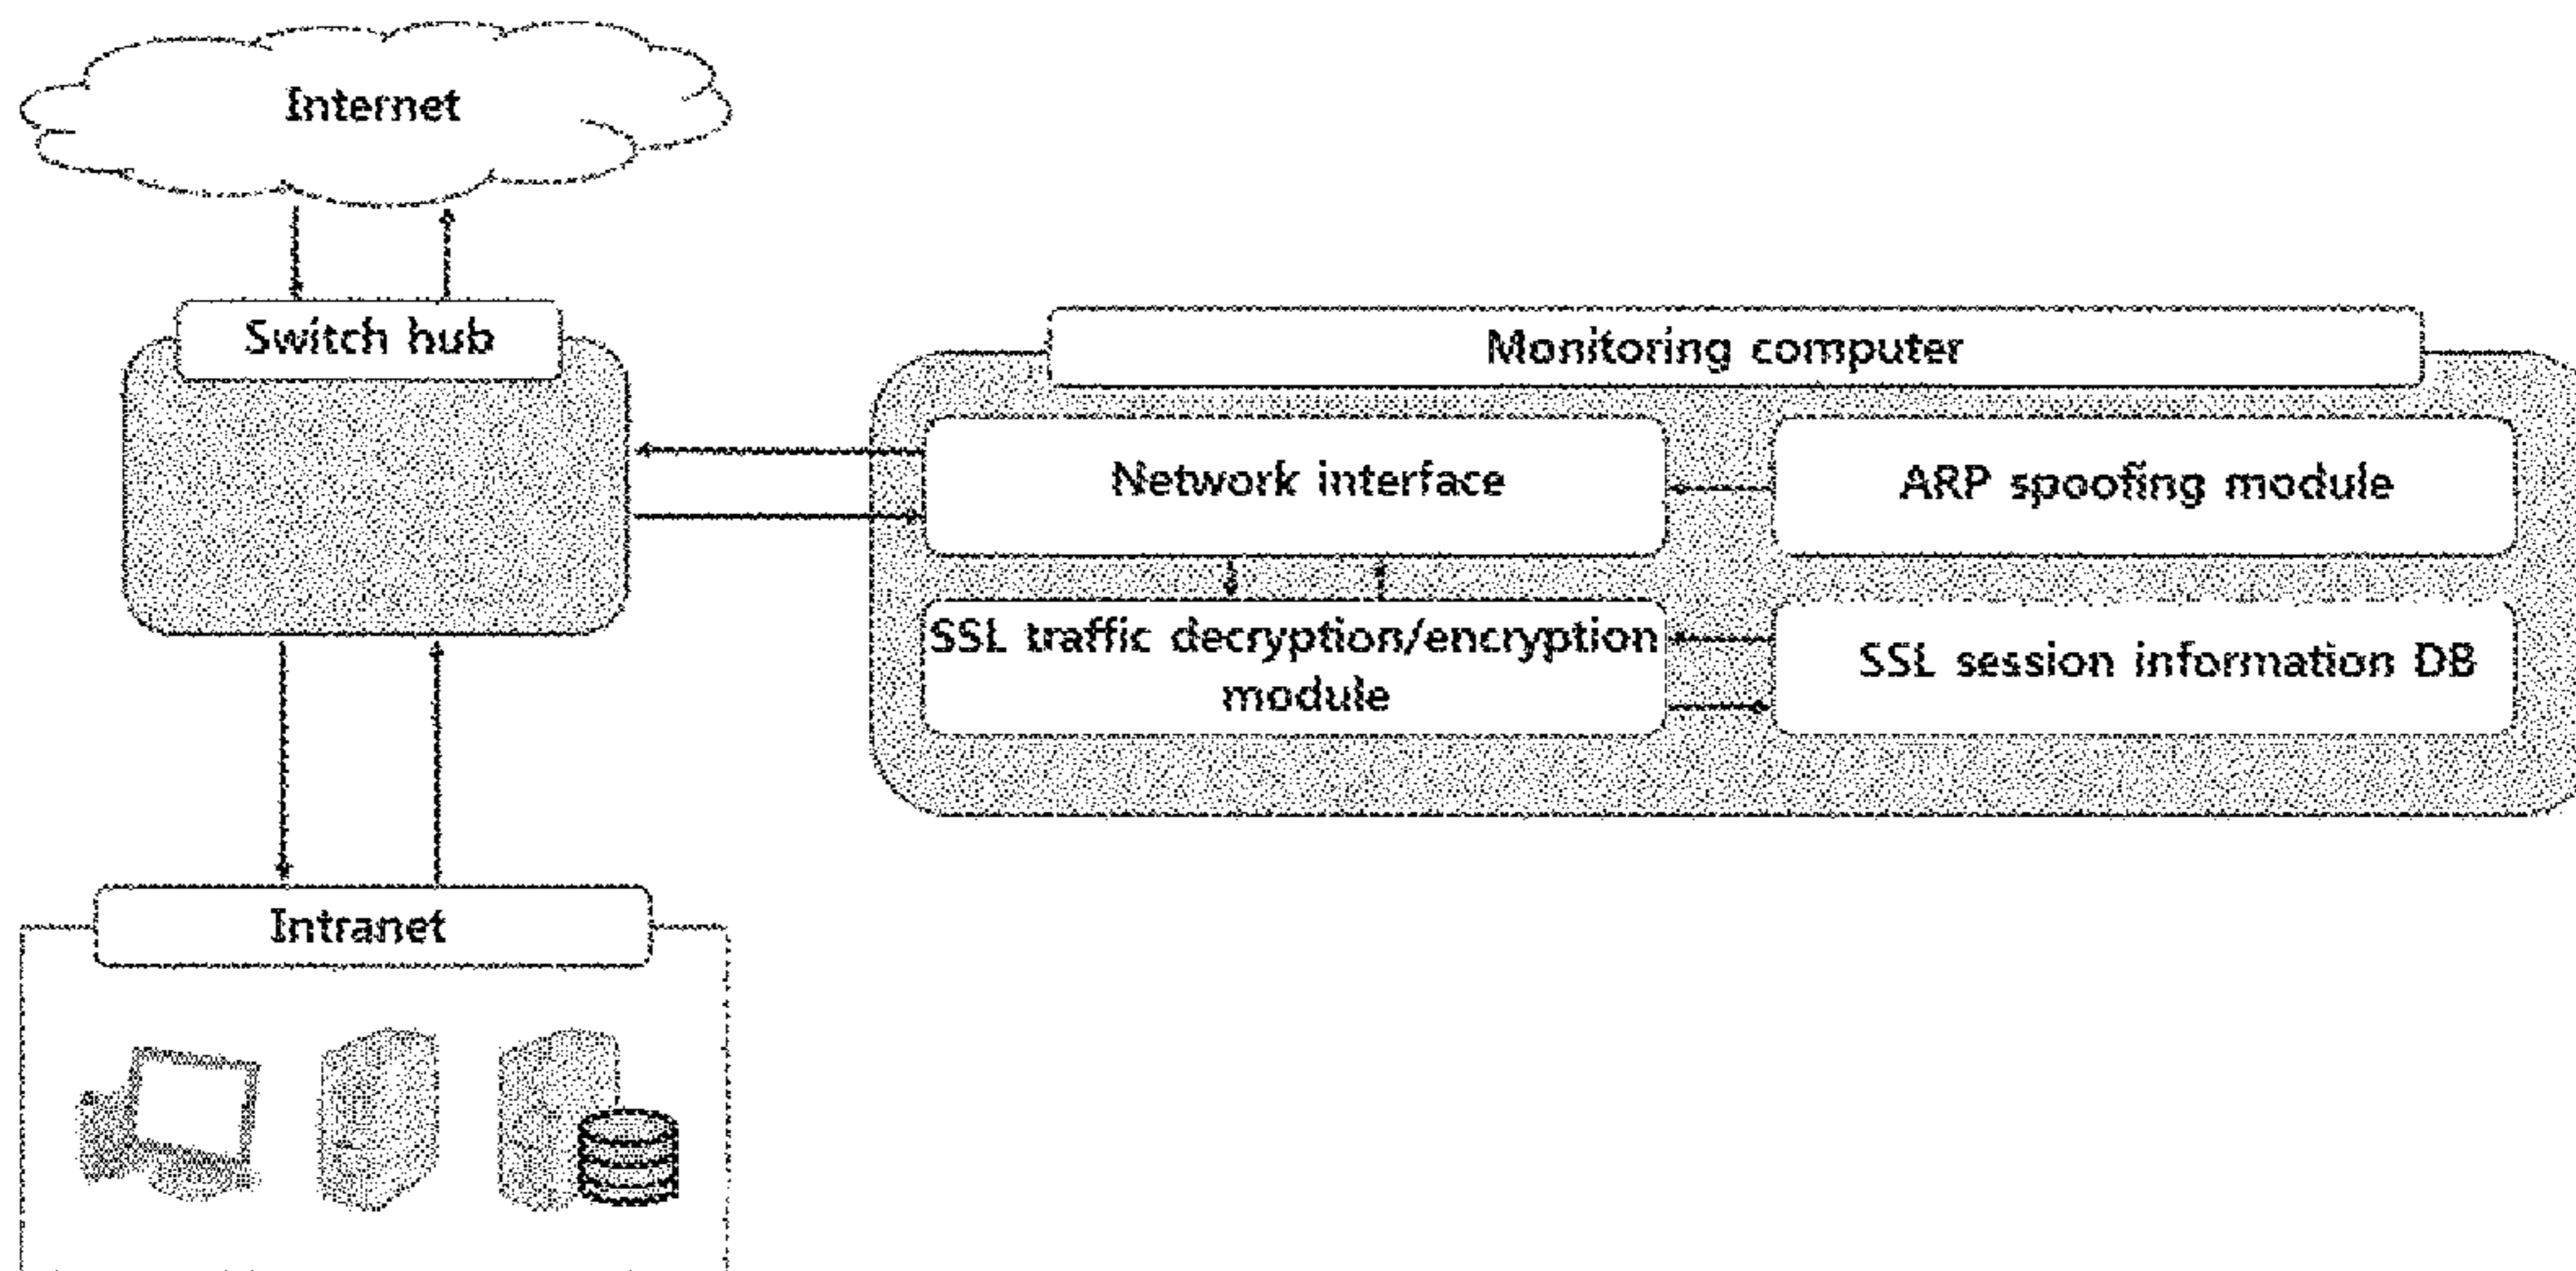 Internet
Switch hub
Monitoring computer
Network interface
ARP spoofing module
SSL traffic decryption/encryption
module
SSL session information DB
Intranet